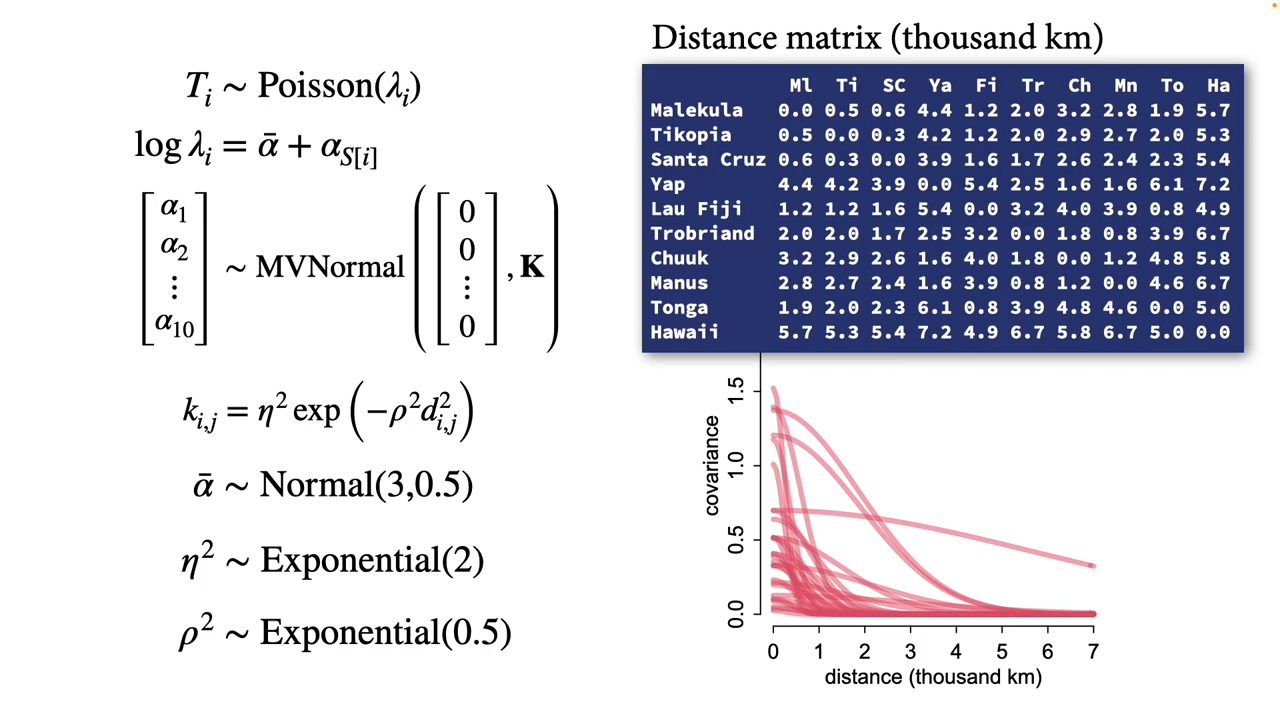 T_i ~ Poisson(λ_i)
log λ_i = ᾱ + α_{S[i]}
[α_1 α_2 ⋮ α_10] ~ MVNormal([0 0 ⋮ 0], K)
k_{i,j} = η² exp(−ρ²d²_{i,j})
ᾱ ~ Normal(3,0.5)
η² ~ Exponential(2)
ρ² ~ Exponential(0.5)
Distance matrix (thousand km)
Ml Ti SC Ya Fi Tr Ch Mn To Ha
Malekula 0.0 0.5 0.6 4.4 1.2 2.0 3.2 2.8 1.9 5.7
Tikopia 0.5 0.0 0.3 4.2 1.2 2.0 2.9 2.7 2.0 5.3
Santa Cruz 0.6 0.3 0.0 3.9 1.6 1.7 2.6 2.4 2.3 5.4
Yap 4.4 4.2 3.9 0.0 5.4 2.5 1.6 1.6 6.1 7.2
Lau Fiji 1.2 1.2 1.6 5.4 0.0 3.2 4.0 3.9 0.8 4.9
Trobriand 2.0 2.0 1.7 2.5 3.2 0.0 1.8 0.8 3.9 6.7
Chuuk 3.2 2.9 2.6 1.6 4.0 1.8 0.0 1.2 4.8 5.8
Manus 2.8 2.7 2.4 1.6 3.9 0.8 1.2 0.0 4.6 6.7
Tonga 1.9 2.0 2.3 6.1 0.8 3.9 4.8 4.6 0.0 5.0
Hawaii 5.7 5.3 5.4 7.2 4.9 6.7 5.8 6.7 5.0 0.0
covariance
1.5
1.0
0.5
0.0
0 1 2 3 4 5 6 7
distance (thousand km)